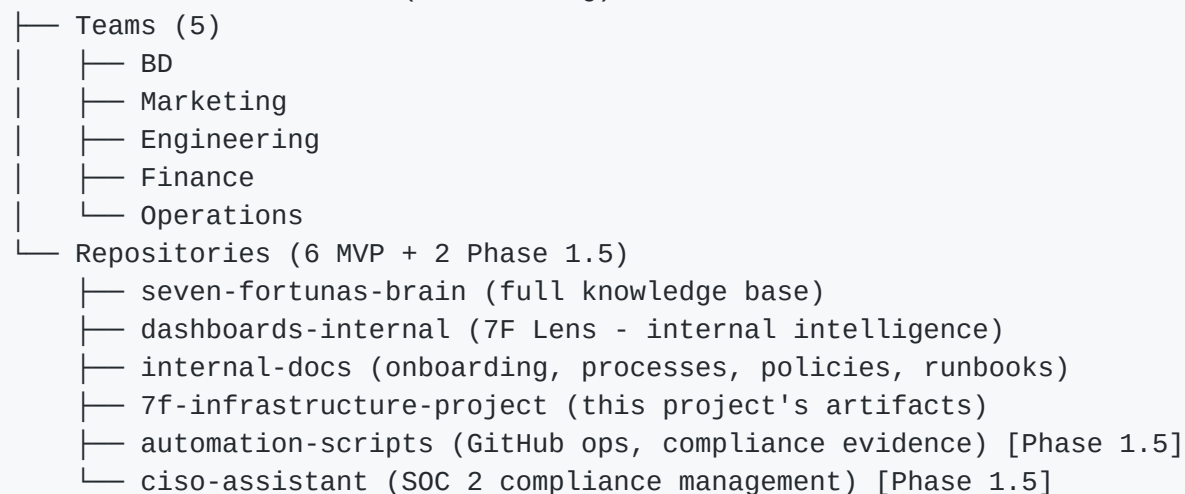 ├── Teams (5)
│   ├── BD
│   ├── Marketing
│   ├── Engineering
│   ├── Finance
│   └── Operations
└── Repositories (6 MVP + 2 Phase 1.5)
    ├── seven-fortunas-brain (full knowledge base)
    ├── dashboards-internal (7F Lens - internal intelligence)
    ├── internal-docs (onboarding, processes, policies, runbooks)
    ├── 7f-infrastructure-project (this project's artifacts)
    ├── automation-scripts (GitHub ops, compliance evidence) [Phase 1.5]
    └── ciso-assistant (SOC 2 compliance management) [Phase 1.5]